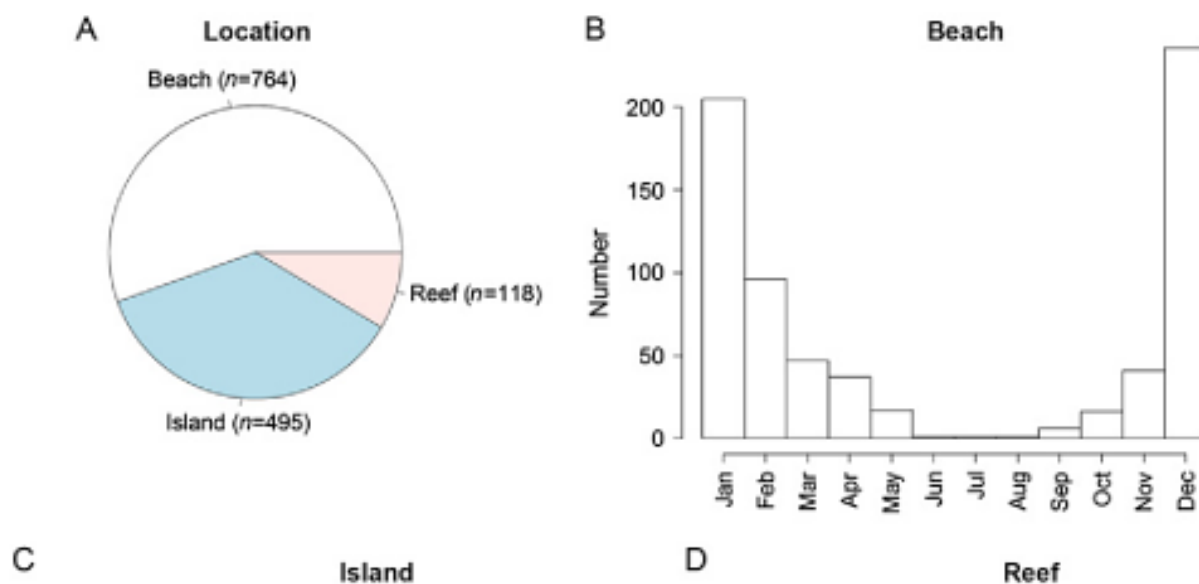 A
Location
Beach (n=764)
Reef (n=118)
Island (n=495)
B
Beach
Number
200
150
100
50
0
Jan
Feb
Mar
Apr
May
Jun
Jul
Aug
Sep
Oct
Nov
Dec
C
Island
D
Reef